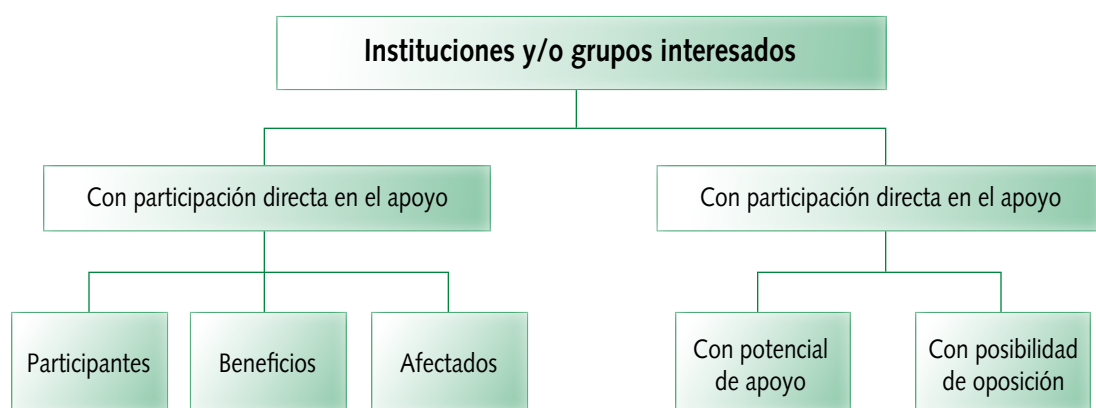 Instituciones y/o grupos interesados
Con participación directa en el apoyo
Con participación directa en el apoyo
Participantes
Beneficios
Afectados
Con potencial
de apoyo
Con posibilidad
de oposición